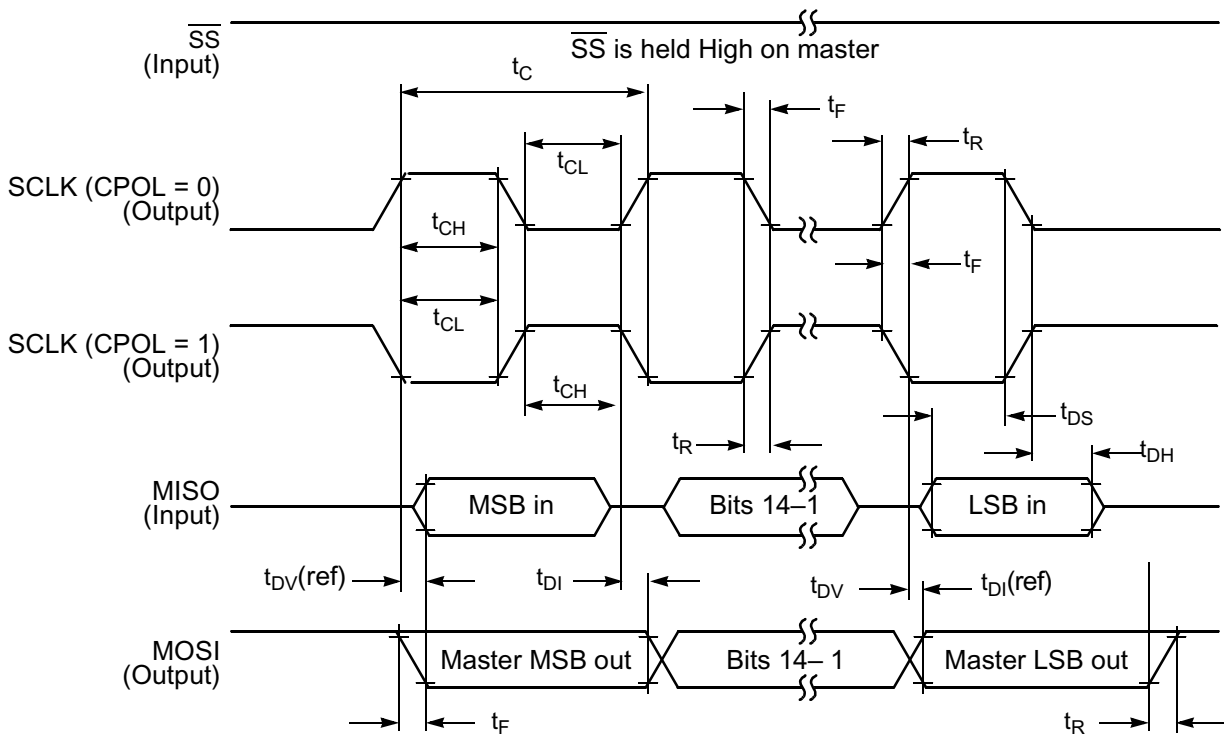 SS
(Input)
SS is held High on master
tC
tF
tR
tCL
SCLK (CPOL = 0)
(Output)
tCH
tF
tCL
SCLK (CPOL = 1)
(Output)
tCH
tDS
tR
tDH
MISO
(Input)
MSB in
Bits 14–1
LSB in
tDV(ref)
tDI
tDV
tDI(ref)
MOSI
(Output)
Master MSB out
Bits 14– 1
Master LSB out
tF
tR